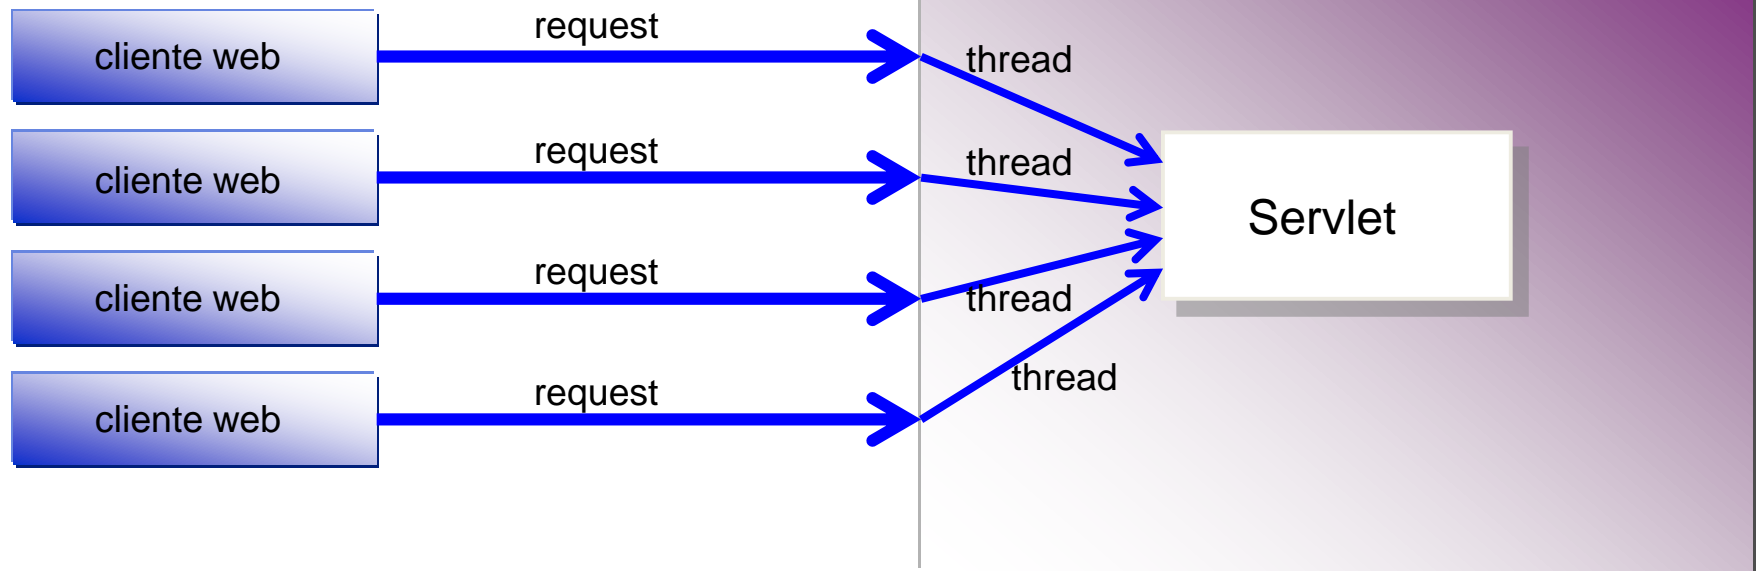 request
cliente web
thread
request
thread
cliente web
Servlet
request
cliente web
thread
thread
request
cliente web